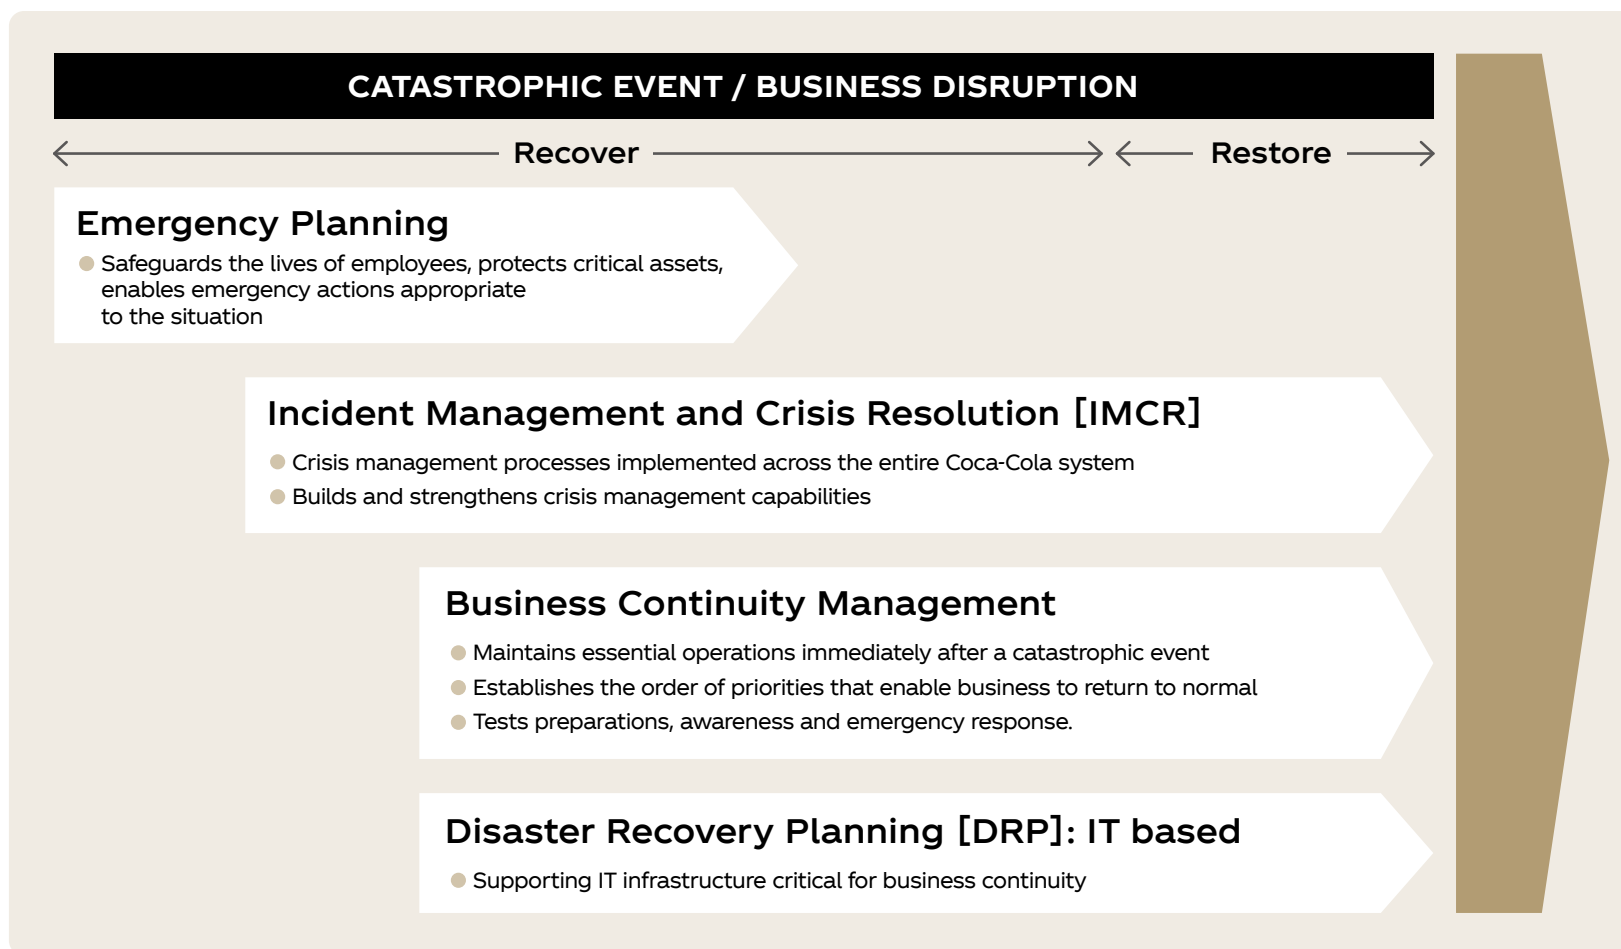 CATASTROPHIC EVENT / BUSINESS DISRUPTION
Recover
Restore
Emergency Planning
Safeguards the lives of employees, protects critical assets,
enables emergency actions appropriate
to the situation
Incident Management and Crisis Resolution [IMCR]
Crisis management processes implemented across the entire Coca-Cola system
Builds and strengthens crisis management capabilities
Business Continuity Management
Maintains essential operations immediately after a catastrophic event
Establishes the order of priorities that enable business to return to normal
Tests preparations, awareness and emergency response.
Disaster Recovery Planning [DRP]: IT based
Supporting IT infrastructure critical for business continuity